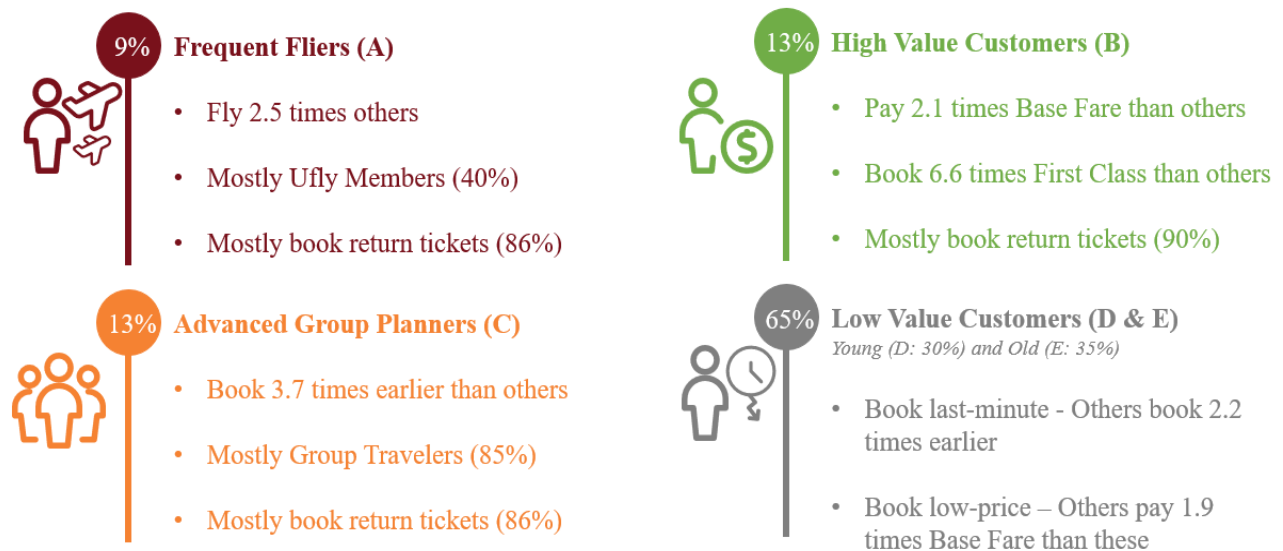 9%
Frequent Fliers (A)
• Fly 2.5 times others
• Mostly Ufly Members (40%)
• Mostly book return tickets (86%)
13%
High Value Customers (B)
• Pay 2.1 times Base Fare than others
• Book 6.6 times First Class than others
• Mostly book return tickets (90%)
$
13%
Advanced Group Planners (C)
• Book 3.7 times earlier than others
• Mostly Group Travelers (85%)
• Mostly book return tickets (86%)
65%
Low Value Customers (D & E)
Young (D: 30%) and Old (E: 35%)
• Book last-minute - Others book 2.2
times earlier
• Book low-price – Others pay 1.9
times Base Fare than these